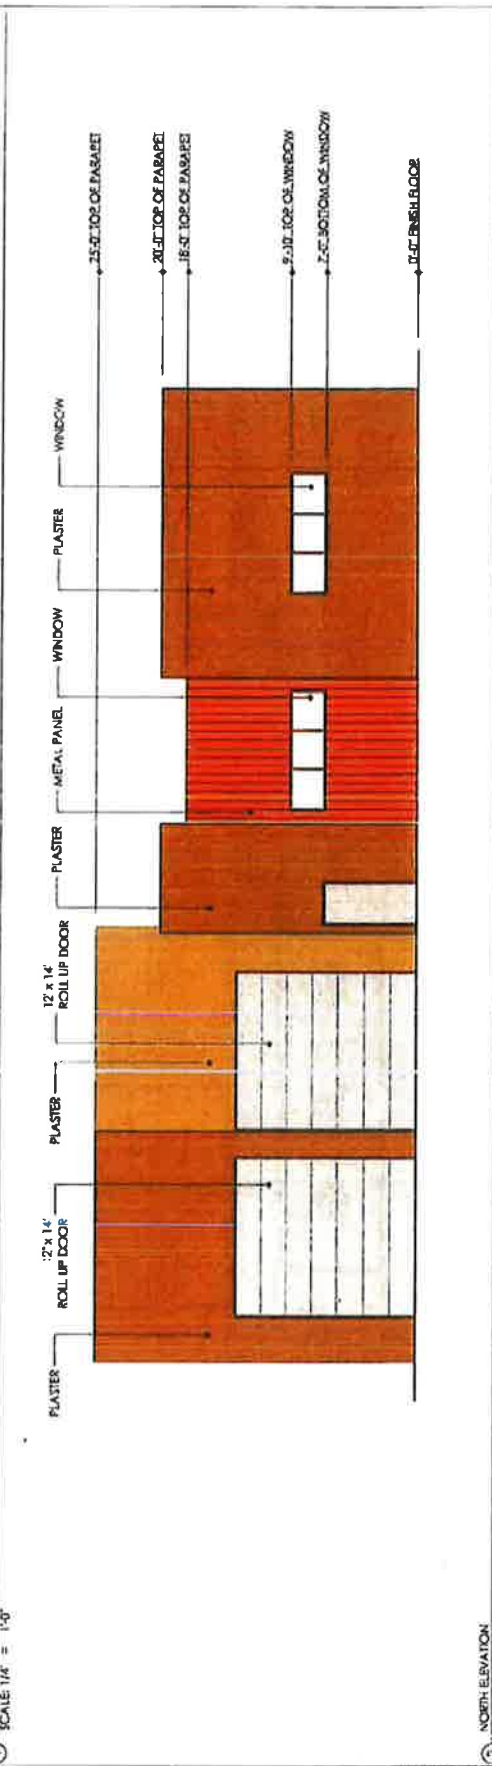 SCALE: 1/4" = 1'-0"
PLASTER
12' x 14'
ROLL UP DOOR
PLASTER
12' x 14'
ROLL UP DOOR
PLASTER
METAL PANEL
WINDOW
PLASTER
WINDOW
25'-0" TOP OF PARAPET
20'-0" TOP OF PARAPET
18'-0" TOP OF PARAPET
9'-10" TOP OF WINDOW
BOTTOM OF WINDOW
0'-0" FINISH FLOOR
NORTH ELEVATION